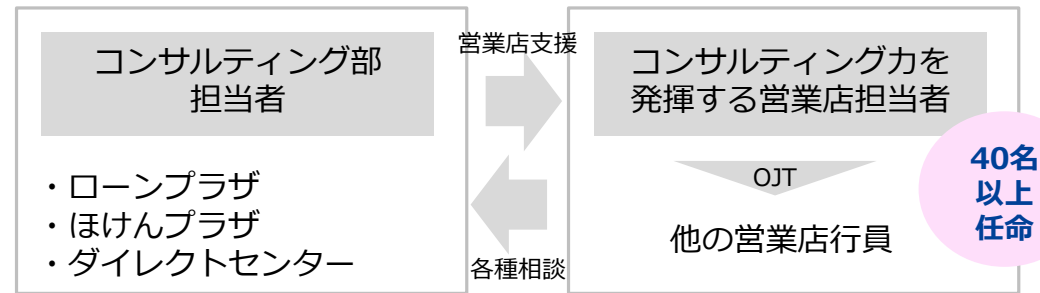 コンサルティング部
担当者
・ローンプラザ
・ほけんプラザ
・ダイレクトセンター
営業店支援
各種相談
コンサルティング力を
発揮する営業店担当者
OJT
他の営業店行員
40名
以上
任命